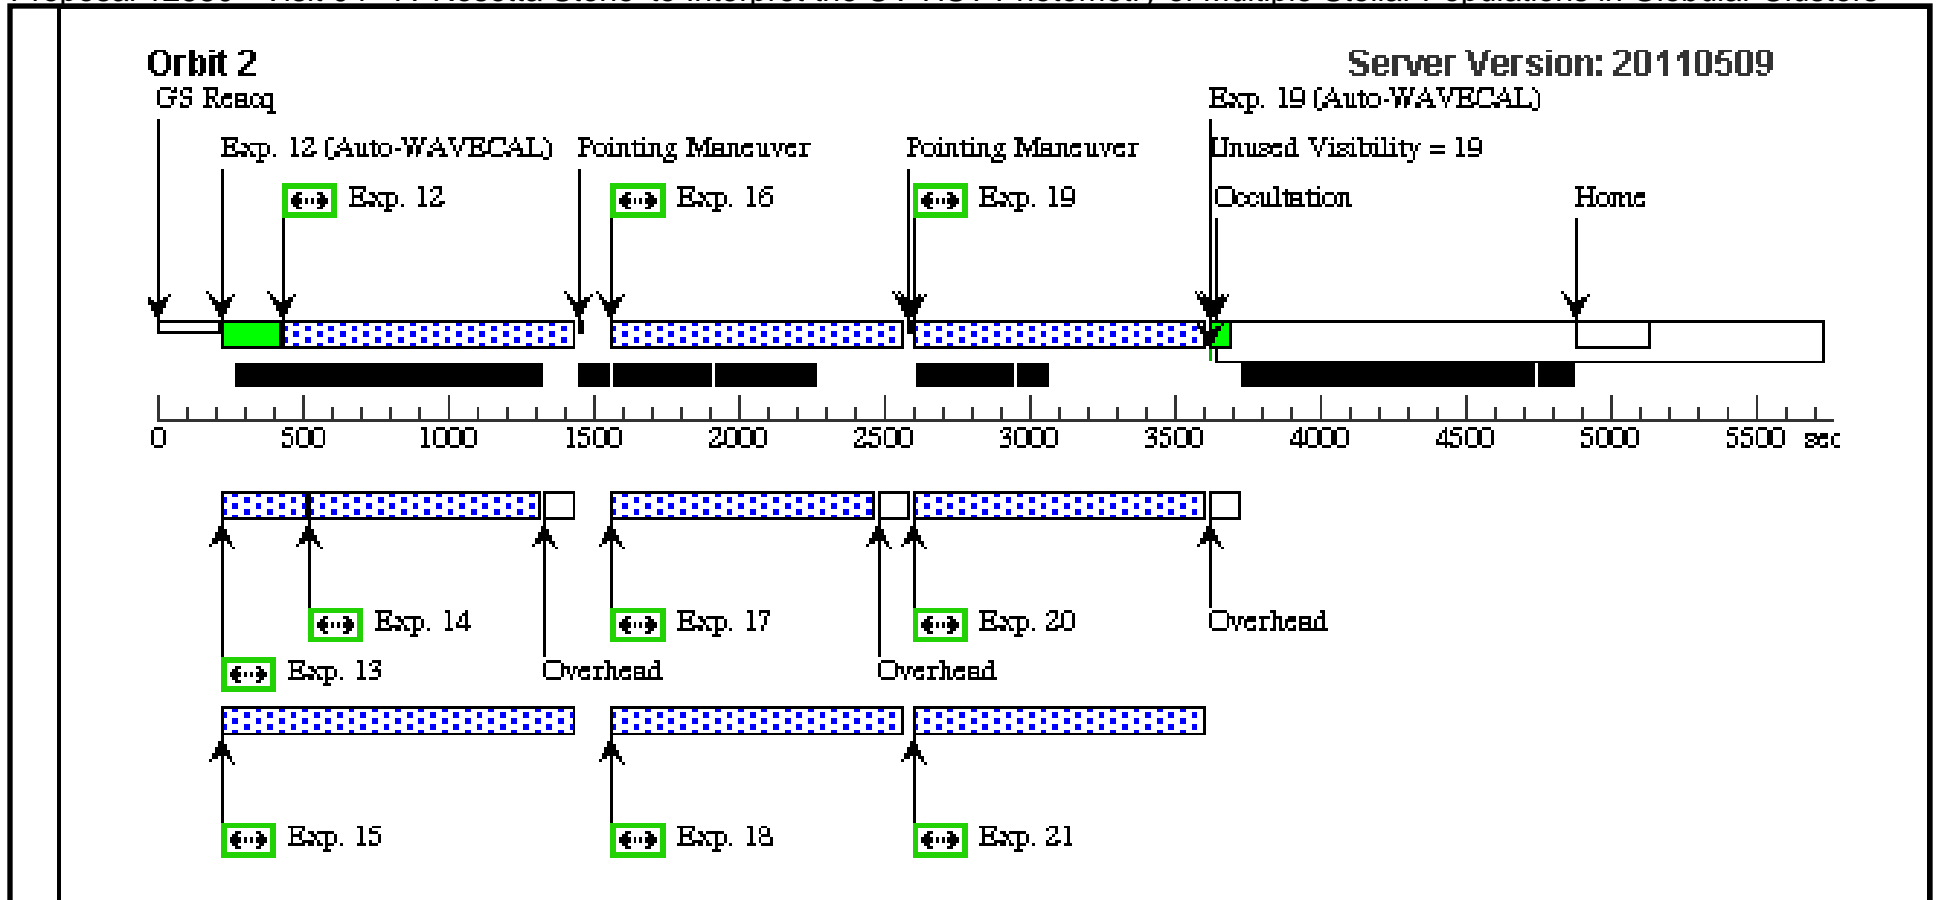 Orbit 2
Server Version: 20110509
GS Reacq
Exp. 19 (Auto-WAVECAL)
Exp. 12 (Auto-WAVECAL)
Pointing Maneuver
Pointing Maneuver
Unused Visibility = 19
Exp. 12
Exp. 16
Exp. 19
Occultation
Home
0 500 1000 1500 2000 2500 3000 3500 4000 4500 5000 5500 sec
Exp. 14
Exp. 17
Exp. 20
Overhead
Exp. 13
Overhead
Overhead
Exp. 15
Exp. 18
Exp. 21